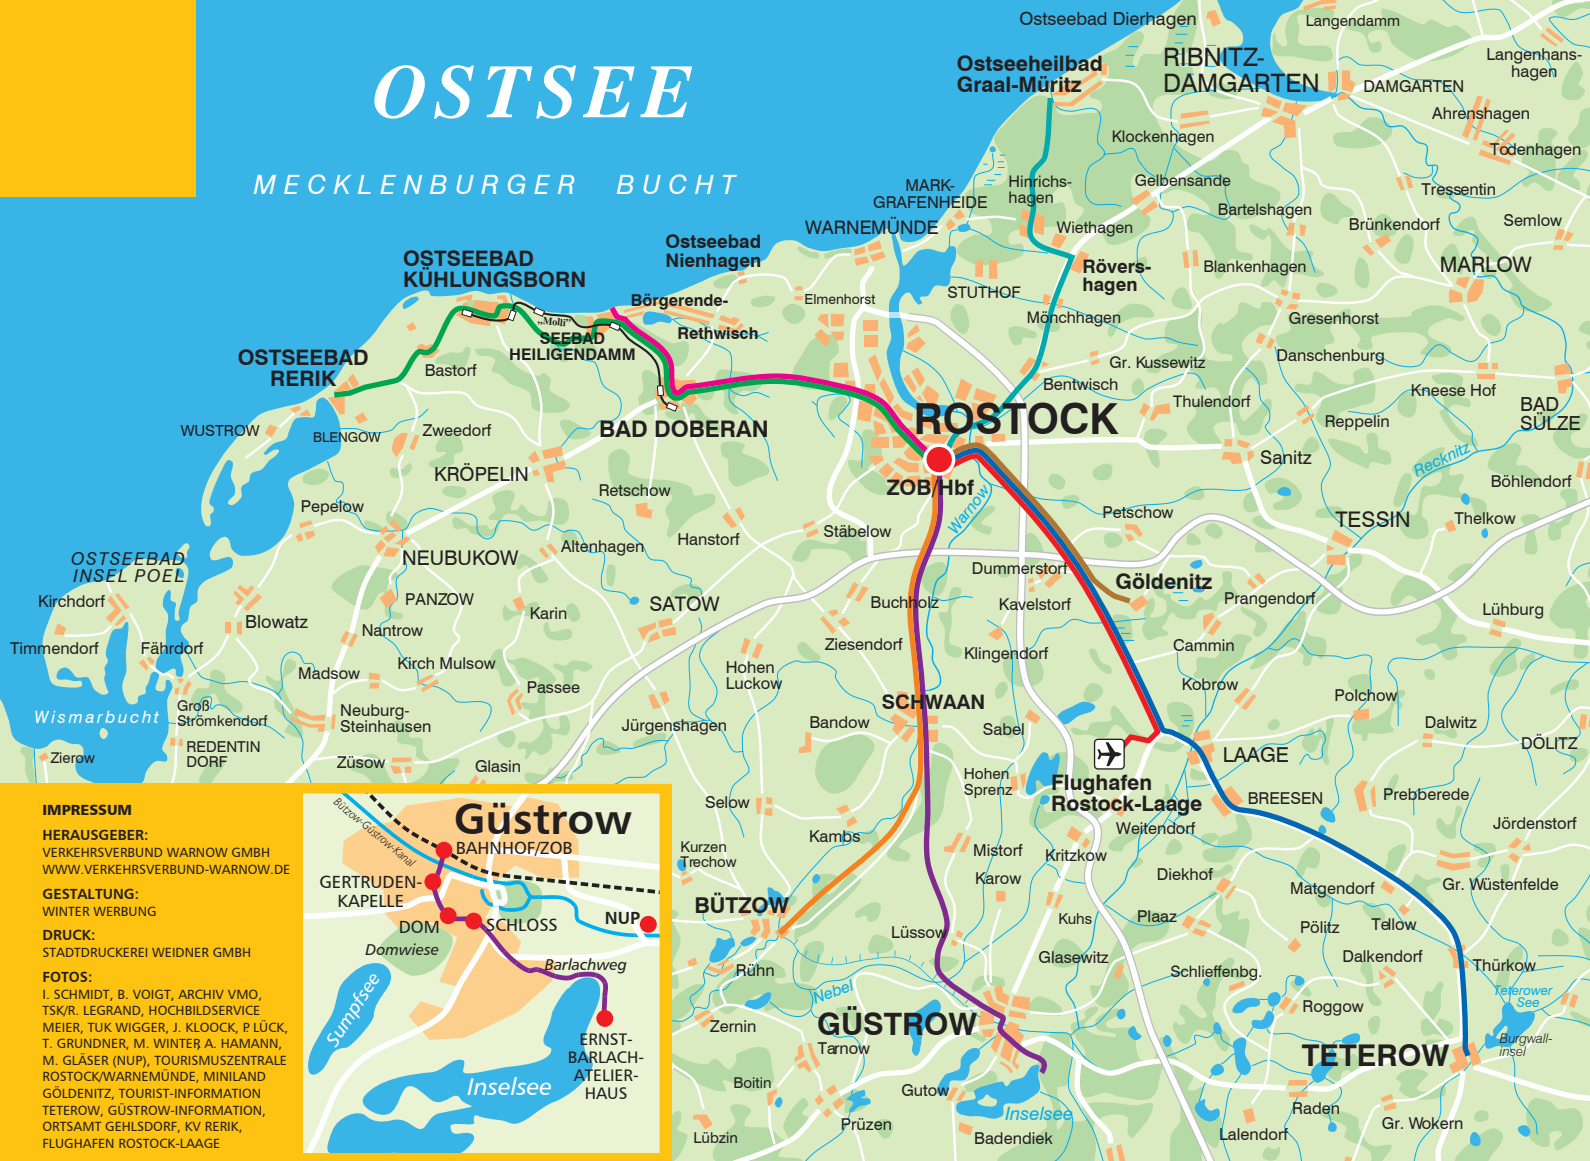 Ostseebad Dierhagen
Langendamm
OSTSEE
Ostseeheilbad
Graal-Müritz
RIBNITZ-
DAMGARTEN
DAMGARTEN
Langenhans-
hagen
Ahrenshagen
Todenhagen
Klockenhagen
MECKLENBURGER BUCHT
MARK-
GRAFENHEIDE
Hinrichs-
hagen
Gelbensande
Tressentin
Bartelshagen
Brünkendorf
Semlow
WARNEMÜNDE
Wiethagen
Ostseebad
Nienhagen
OSTSEEBAD
KÜHLUNGSBORN
Rövers-
hagen
Blankenhagen
MARLOW
STUTHOF
Börgerende-
Rethwisch
Elmenhorst
Mönchhagen
Gresenhorst
„Molli"
SEEBAD
HEILIGENDAMM
OSTSEEBAD
RERIK
Bastorf
Gr. Kussewitz
Danschenburg
Bentwisch
Kneese Hof
Thulendorf
BAD
SÜLZE
ROSTOCK
Reppelin
WUSTROW
BLENGOW
Zweedorf
BAD DOBERAN
KRÖPELIN
Sanitz
Recknitz
Böhlendorf
ZOB/Hbf
Warnow
Retschow
Pepelow
Petschow
TESSIN
Thelkow
Stäbelow
Hanstorf
Altenhagen
NEUBUKOW
OSTSEEBAD
INSEL POEL
Dummerstorf
Göldenitz
Kirchdorf
PANZOW
Karin
SATOW
Buchholz
Kavelstorf
Prangendorf
Lühburg
Blowatz
Nantrow
Timmendorf
Fährdorf
Ziesendorf
Klingendorf
Cammin
Kirch Mulsow
Madsow
Passee
Hohen
Luckow
Kobrow
Polchow
SCHWAAN
Wismarbucht
Groß
Strömkendorf
Neuburg-
Steinhausen
Jürgenshagen
Bandow
Sabel
Dalwitz
REDENTIN
DORF
LAAGE
DÖLITZ
Zierow
Züsow
Glasin
Hohen
Sprenz
Flughafen
Rostock-Laage
BREESEN
Prebberede
Selow
Kambs
Weitendorf
Jördenstorf
Kurzen
Trechow
Mistorf
Kritzkow
Karow
Diekhof
Matgendorf
Gr. Wüstenfelde
BÜTZOW
Kuhs
Plaaz
Pölitz
Tellow
Lüssow
Glasewitz
Dalkendorf
Thürkow
Rühn
Schlieffenbg.
Nebel
Teterower
See
Roggow
Zernin
GÜSTROW
Tarnow
TETEROW
Burgwall-
insel
Boitin
Gutow
Inselsee
Raden
Prüzen
Gr. Wokern
Lübzin
Badendiek
Lalendorf
IMPRESSUM
HERAUSGEBER:
VERKEHRSVERBUND WARNOW GMBH
WWW.VERKEHRSVERBUND-WARNOW.DE
GESTALTUNG:
WINTER WERBUNG
DRUCK:
STADTDRUCKEREI WEIDNER GMBH
FOTOS:
I. SCHMIDT, B. VOIGT, ARCHIV VMO,
TSK/R. LEGRAND, HOCHBILDSERVICE
MEIER, TUK WIGGER, J. KLOOCK, P. LÜCK,
T. GRUNDNER, M. WINTER, A. HAMANN,
M. GLÄSER (NUP), TOURISMUSZENTRALE
ROSTOCK/WARNEMÜNDE, MINILAND
GÖLDENITZ, TOURIST-INFORMATION
TETEROW, GÜSTROW-INFORMATION,
ORTSAMT GEHLSDORF, KV RERIK,
FLUGHAFEN ROSTOCK-LAAGE
Bützow-Güstrow-Kanal
Güstrow
BAHNHOF/ZOB
GERTRUDEN-
KAPELLE
DOM
SCHLOSS
NUP
Domwiese
Barlachweg
Sumpfsee
ERNST-
BARLACH-
ATELIER-
HAUS
Inselsee